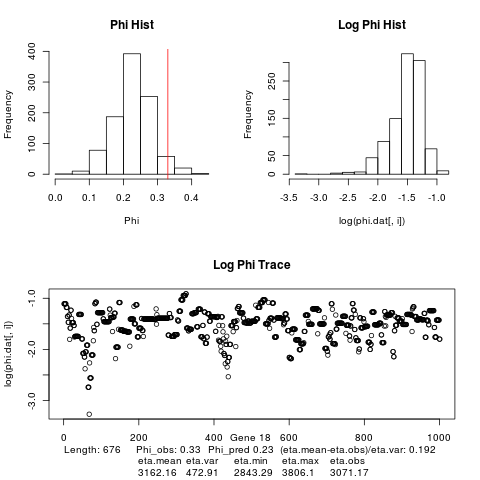 Phi Hist
Log Phi Hist
Frequency
0 100 200 300 400
0.0 0.1 0.2 0.3 0.4
Phi
Frequency
0 50 150 250
-3.5 -3.0 -2.5 -2.0 -1.5 -1.0
log(phi.dat[, i])
Log Phi Trace
log(phi.dat[, i])
-3.0 -2.0 -1.0
0 200 400 600 800 1000
Gene 18
Length: 676 Phi_obs: 0.33 Phi_pred 0.23 (eta.mean-eta.obs)/eta.var: 0.192
eta.mean eta.var eta.min eta.max eta.obs
3162.16 472.91 2843.29 3806.1 3071.17